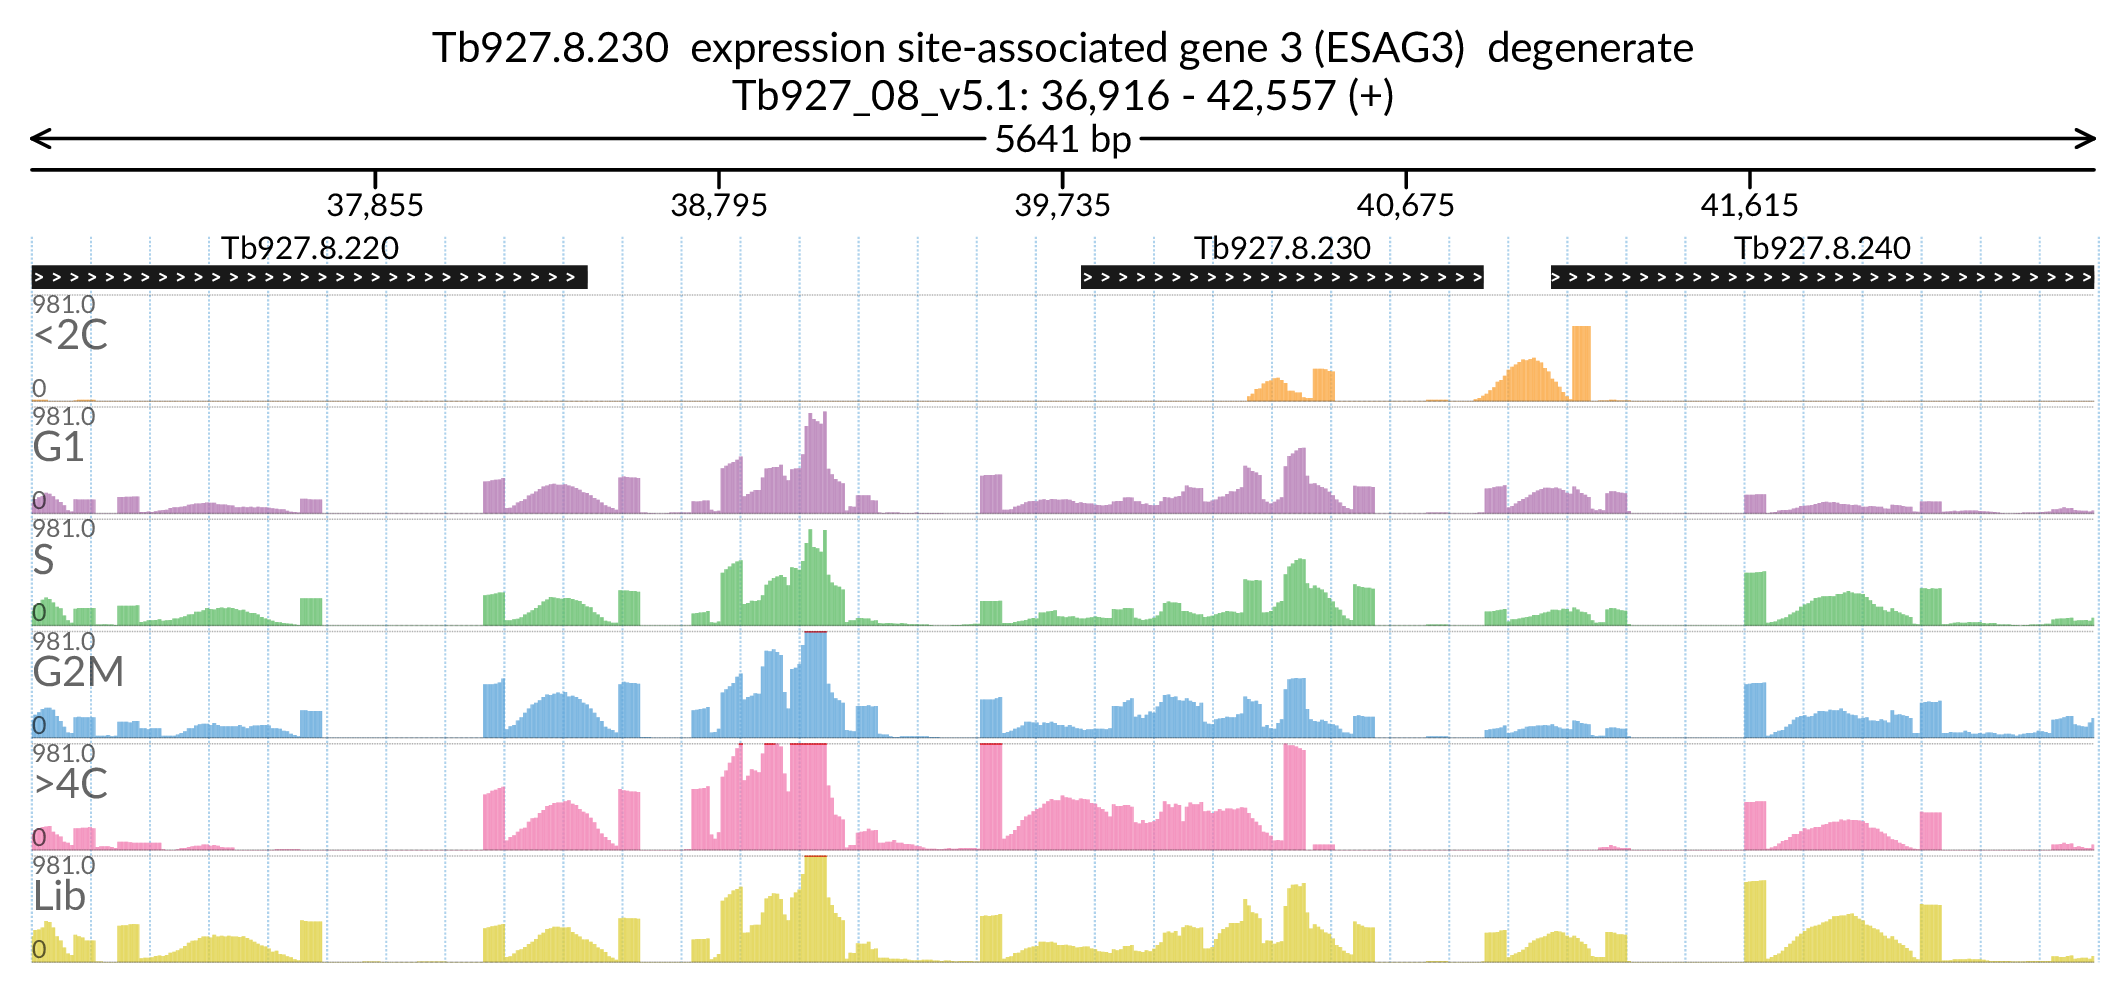 Tb927.8.230  expression site-associated gene 3 (ESAG3)  degenerate
Tb927_08_v5.1: 36,916 - 42,557 (+)
5641 bp
37,855 38,795 39,735 40,675 41,615
Tb927.8.220 Tb927.8.230 Tb927.8.240
981.0
<2C
0
981.0
G1
0
981.0
S
0
981.0
G2M
0
981.0
>4C
0
981.0
Lib
0